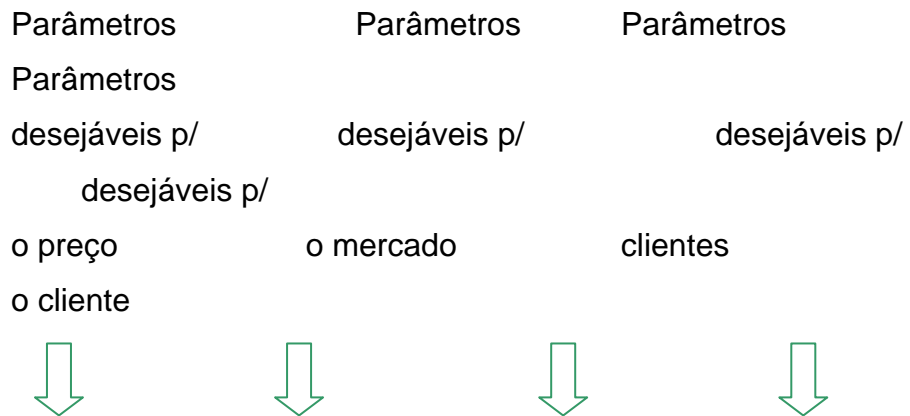 Parâmetros Parâmetros Parâmetros
Parâmetros
desejáveis p/ desejáveis p/ desejáveis p/
desejáveis p/
o preço o mercado clientes
o cliente